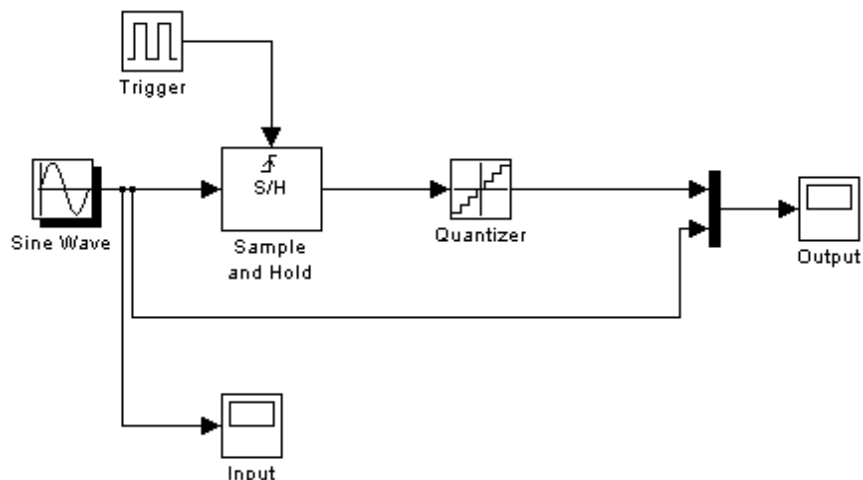 Trigger
S/H
Sine Wave
Sample
and Hold
Quantizer
Output
Input